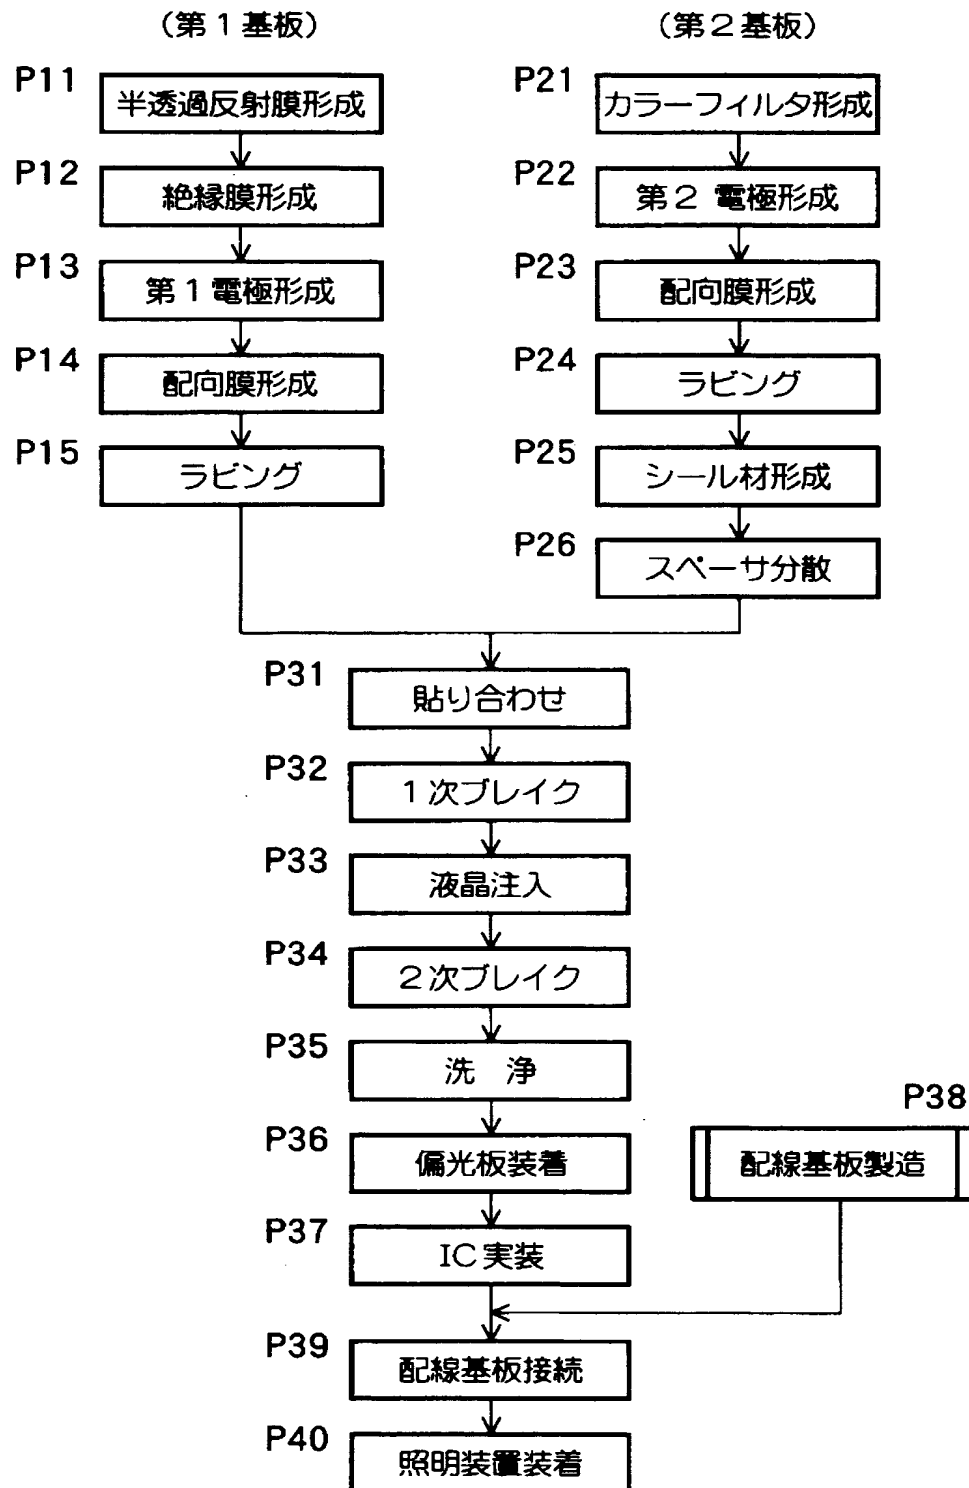 (第1基板)
P11
半透過反射膜形成
P12
絶縁膜形成
P13
第1電極形成
P14
配向膜形成
P15
ラビング
(第2基板)
P21
カラーフィルタ形成
P22
第2 電極形成
P23
配向膜形成
P24
ラビング
P25
シール材形成
P26
スペーサ分散
P31
貼り合わせ
P32
1次ブレイク
P33
液晶注入
P34
2次ブレイク
P35
洗 浄
P36
偏光板装着
P37
IC実装
P38
配線基板製造
P39
配線基板接続
P40
照明装置装着